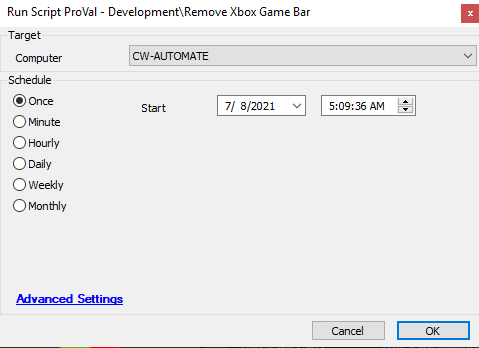 Run Script ProVal - Development\Remove Xbox Game Bar x
Target
Computer CW-AUTOMATE
Schedule
Once Start 7/ 8/2021 5:09:36 AM
Minute
Hourly
Daily
Weekly
Monthly
Advanced Settings
Cancel OK